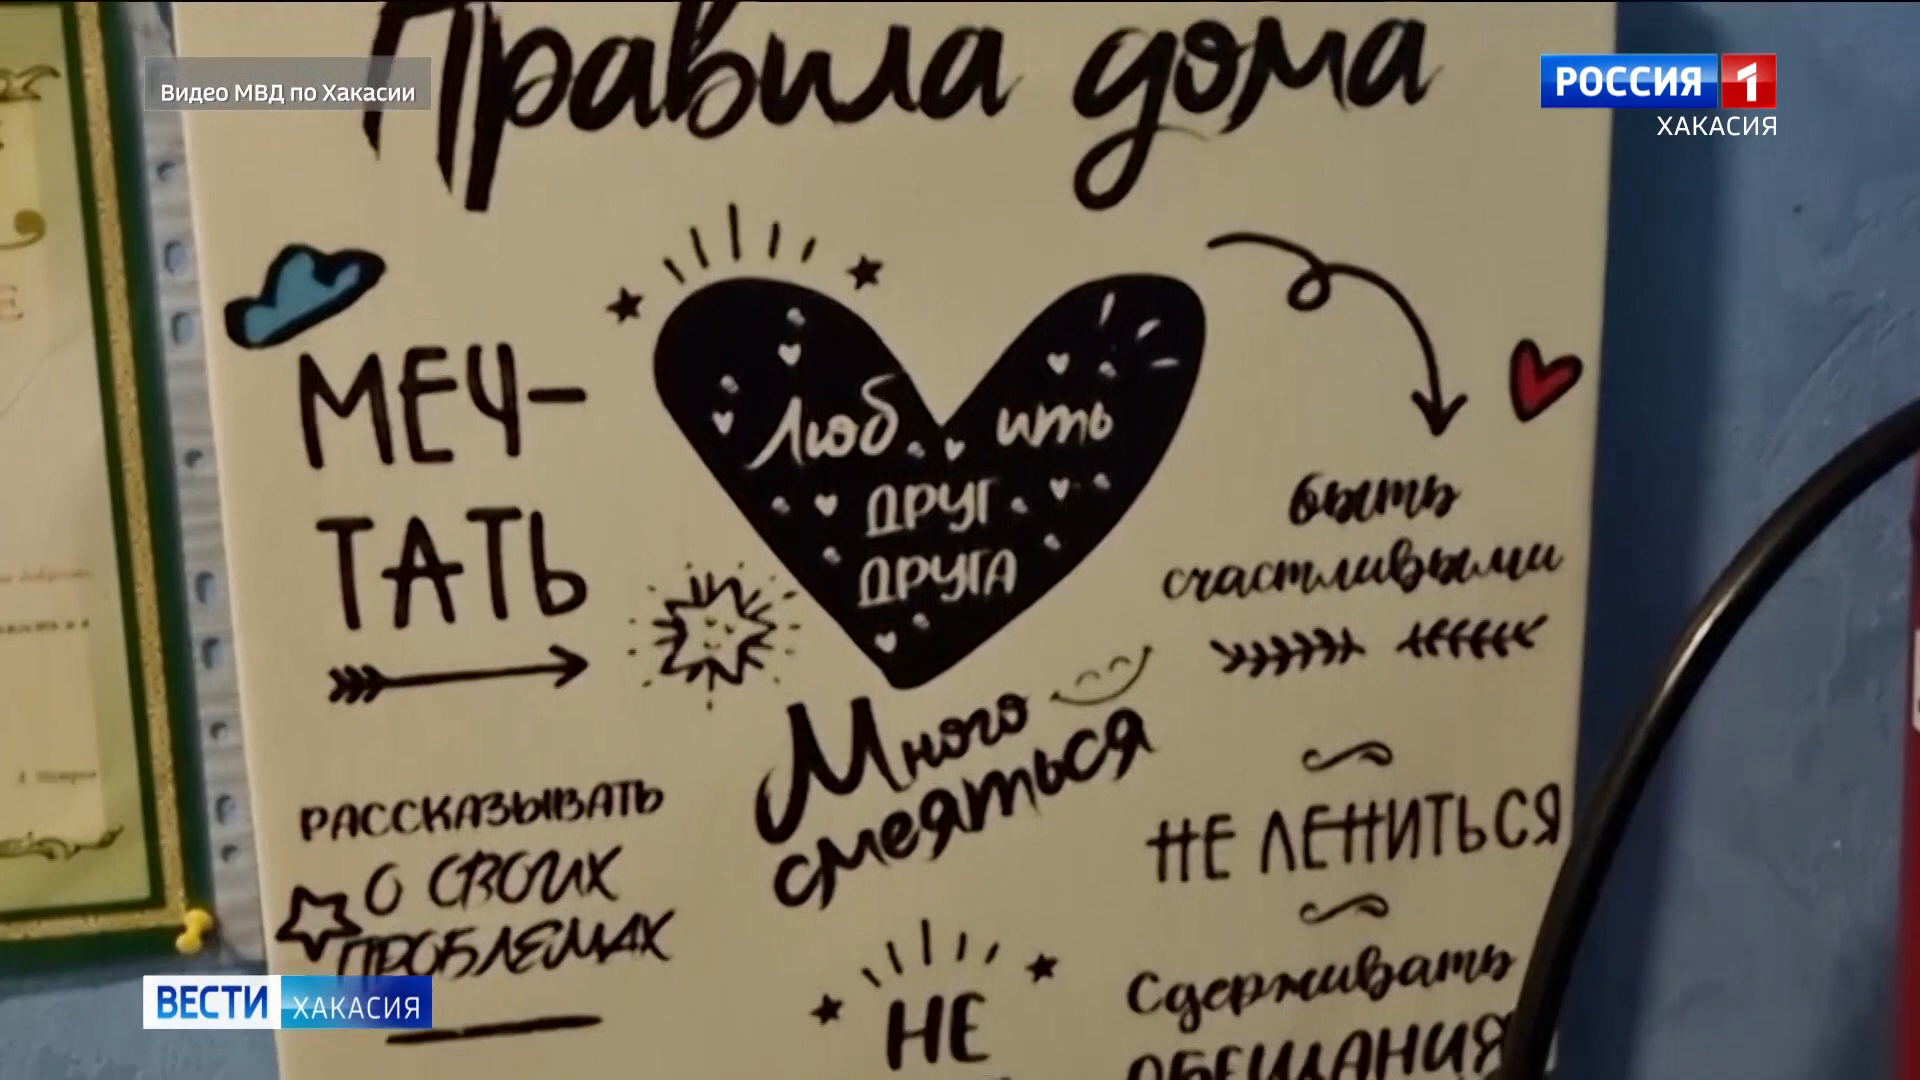 Правила дома
Видео МВД по Хакасии
РОССИЯ 1
ХАКАСИЯ
МЕЧ-
ТАТЬ
Люб ить
ДРУГ
ДРУГА
быть
счастливыми
Много
смеяться
РАССКАЗЫВАТЬ
О СВОИХ
ПРОБЛЕМАХ
НЕ ЛЕНИТЬСЯ
Сдерживать
ОБЕЩАНИЯ
НЕ
ВЕСТИ ХАКАСИЯ